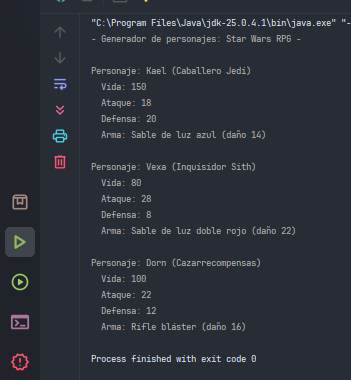 "C:\Program Files\Java\jdk-25.0.4.1\bin\java.exe" "-
- Generador de personajes: Star Wars RPG -
Personaje: Kael (Caballero Jedi)
Vida: 150
Ataque: 18
Defensa: 20
Arma: Sable de luz azul (daño 14)
Personaje: Vexa (Inquisidor Sith)
Vida: 80
Ataque: 28
Defensa: 8
Arma: Sable de luz doble rojo (daño 22)
Personaje: Dorn (Cazarrecompensas)
Vida: 100
Ataque: 22
Defensa: 12
Arma: Rifle bláster (daño 16)
Process finished with exit code 0